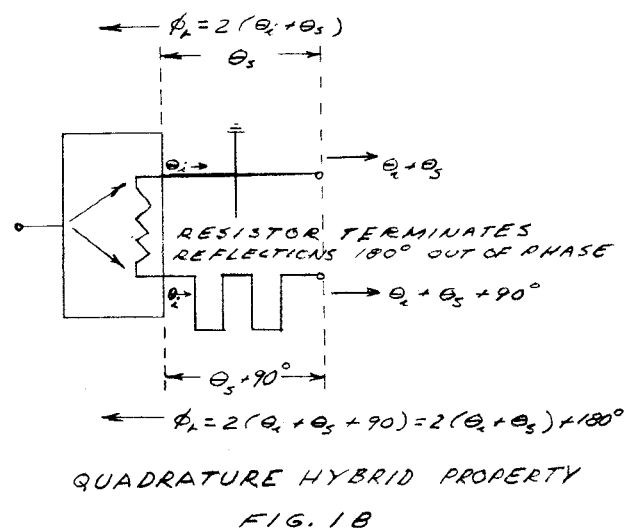 ϕr = 2(θi + θs)
θs
θi
θi + θs
RESISTOR TERMINATES
REFLECTIONS 180° OUT OF PHASE
θi
θi + θs + 90°
θs + 90°
ϕr = 2(θi + θs + 90) = 2(θi + θs) + 180°
QUADRATURE HYBRID PROPERTY
FIG. 1B